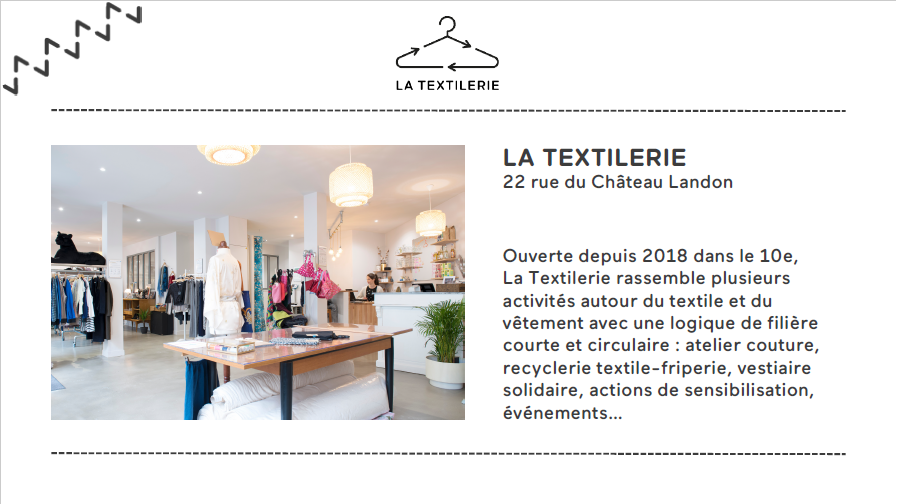 LA TEXTILERIE
LA TEXTILERIE
22 rue du Château Landon
Ouverte depuis 2018 dans le 10e,
La Textilerie rassemble plusieurs
activités autour du textile et du
vêtement avec une logique de filière
courte et circulaire : atelier couture,
recyclerie textile-friperie, vestiaire
solidaire, actions de sensibilisation,
événements...